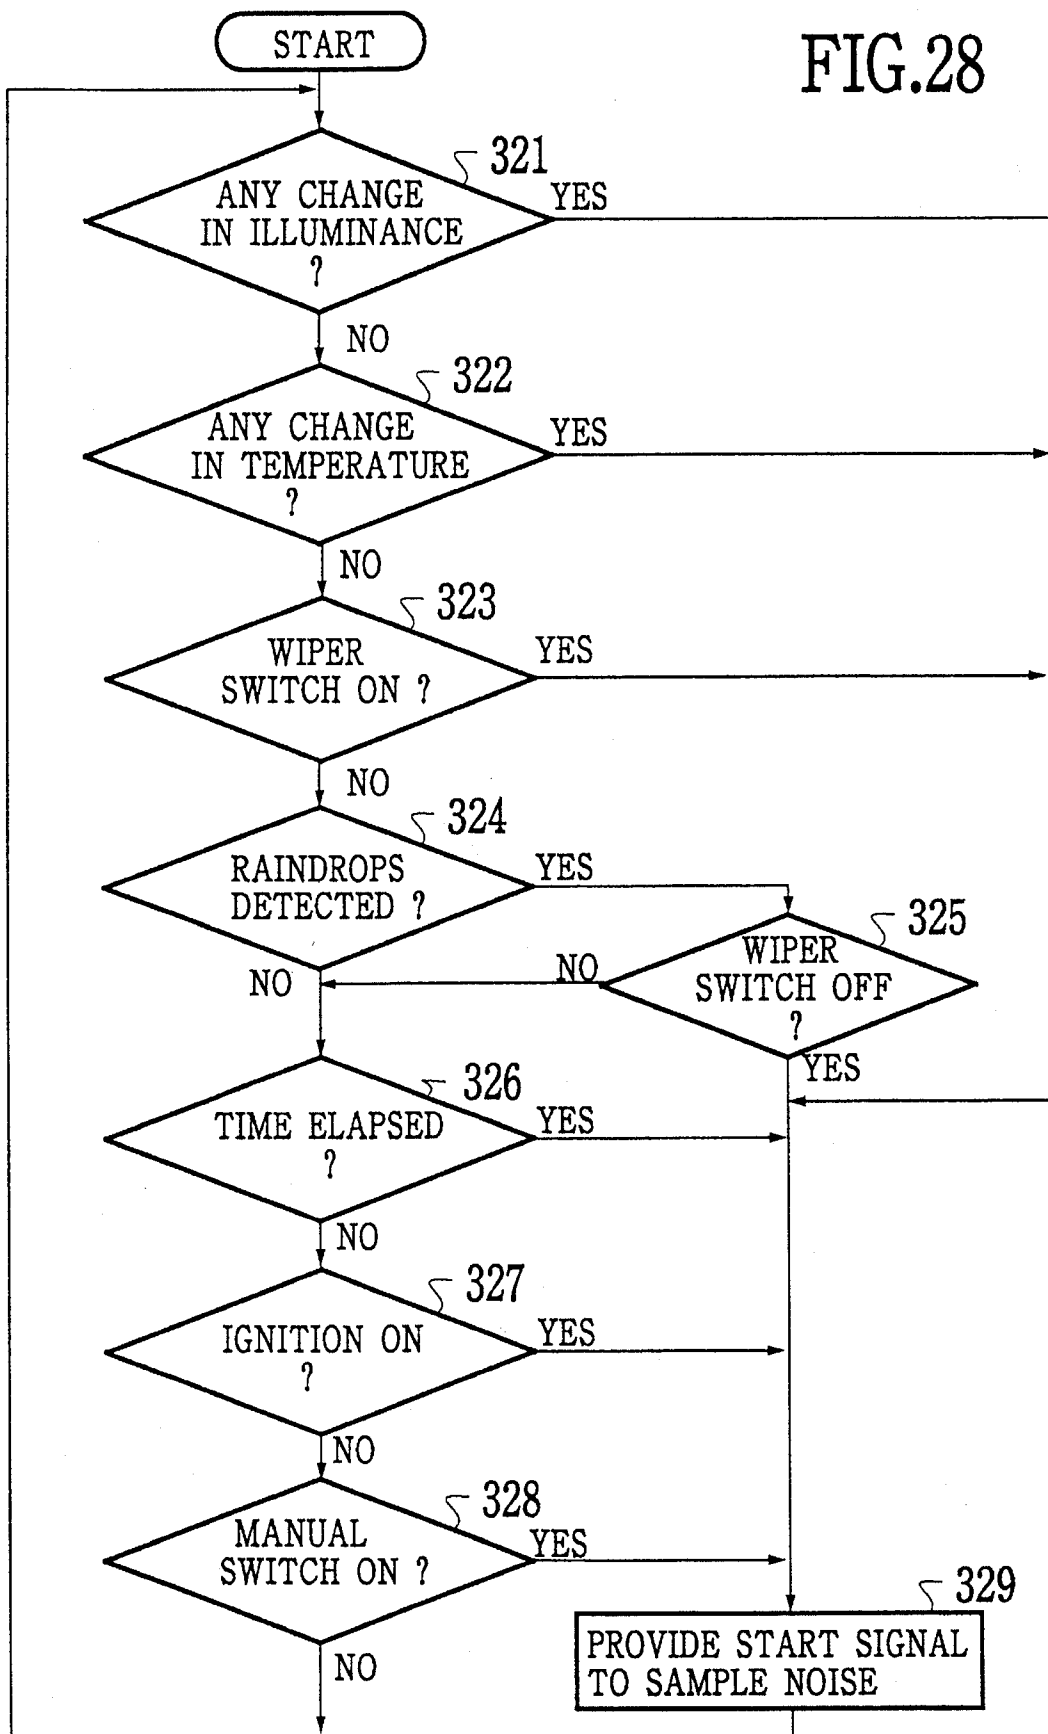 START
FIG.28
321
ANY CHANGE
IN ILLUMINANCE
?
YES
NO
322
ANY CHANGE
IN TEMPERATURE
?
YES
NO
323
WIPER
SWITCH ON ?
YES
NO
324
RAINDROPS
DETECTED ?
YES
NO
325
WIPER
SWITCH OFF
?
NO
YES
326
TIME ELAPSED
?
YES
NO
327
IGNITION ON
?
YES
NO
328
MANUAL
SWITCH ON ?
YES
NO
329
PROVIDE START SIGNAL
TO SAMPLE NOISE